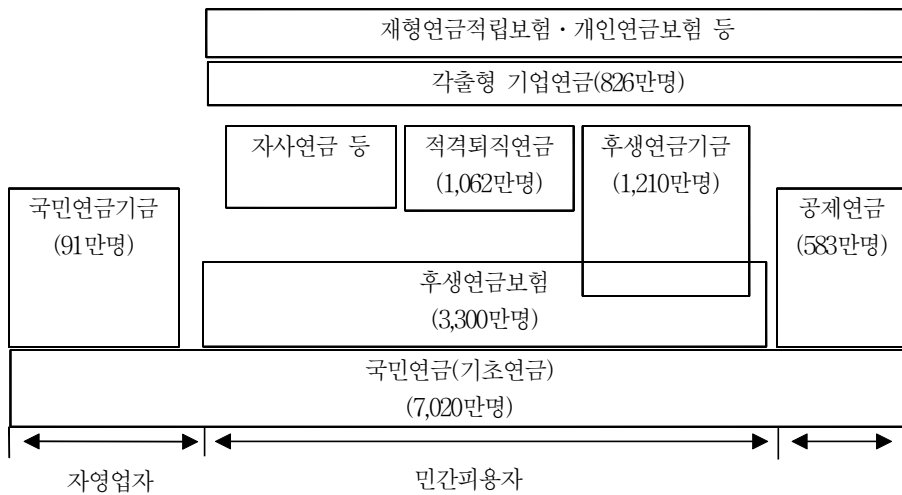 재형연금적립보험·개인연금보험 등
각출형 기업연금(826만명)
자사연금 등
적격퇴직연금
(1,062만명)
후생연금기금
(1,210만명)
국민연금기금
(91만명)
공제연금
(583만명)
후생연금보험
(3,300만명)
국민연금(기초연금)
(7,020만명)
자영업자
민간피용자